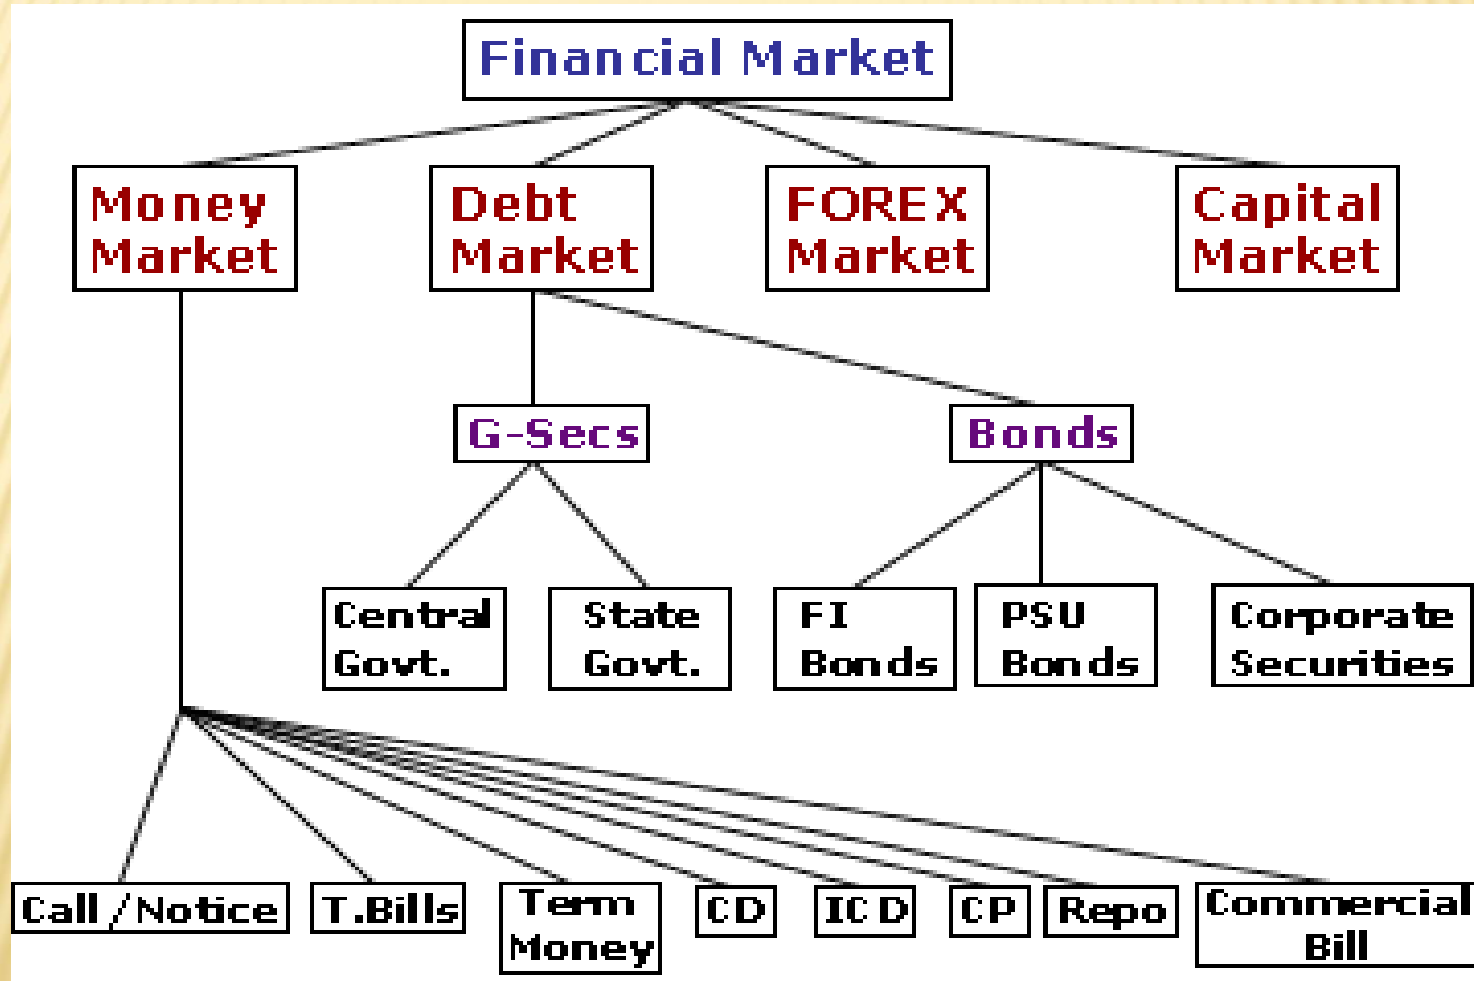 Financial Market
Money
Market
Debt
Market
FOREX
Market
Capital
Market
G-Secs
Bonds
Central
Govt.
State
Govt.
FI
Bonds
PSU
Bonds
Corporate
Securities
Call/Notice
T.Bills
Term
Money
CD
ICD
CP
Repo
Commercial
Bill